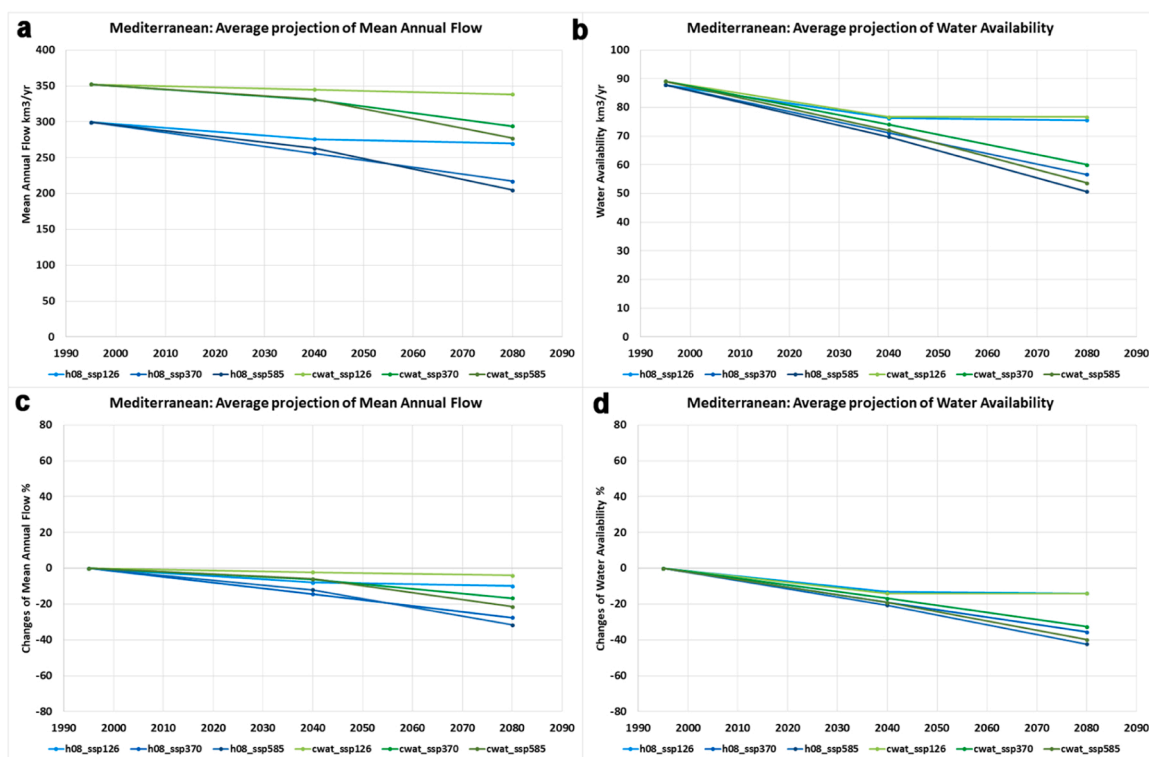 a
Mediterranean: Average projection of Mean Annual Flow
Mean Annual Flow km3/yr
400
350
300
250
200
150
100
50
0
1990 2000 2010 2020 2030 2040 2050 2060 2070 2080 2090
h08_ssp126 h08_ssp370 h08_ssp585 cwat_ssp126 cwat_ssp370 cwat_ssp585
b
Mediterranean: Average projection of Water Availability
Water Availability km3/yr
100
90
80
70
60
50
40
30
20
10
0
1990 2000 2010 2020 2030 2040 2050 2060 2070 2080 2090
h08_ssp126 h08_ssp370 h08_ssp585 cwat_ssp126 cwat_ssp370 cwat_ssp585
c
Mediterranean: Average projection of Mean Annual Flow
Changes of Mean Annual Flow %
80
60
40
20
0
-20
-40
-60
-80
1990 2000 2010 2020 2030 2040 2050 2060 2070 2080 2090
h08_ssp126 h08_ssp370 h08_ssp585 cwat_ssp126 cwat_ssp370 cwat_ssp585
d
Mediterranean: Average projection of Water Availability
Changes of Water Availability %
80
60
40
20
0
-20
-40
-60
-80
1990 2000 2010 2020 2030 2040 2050 2060 2070 2080 2090
h08_ssp126 h08_ssp370 h08_ssp585 cwat_ssp126 cwat_ssp370 cwat_ssp585